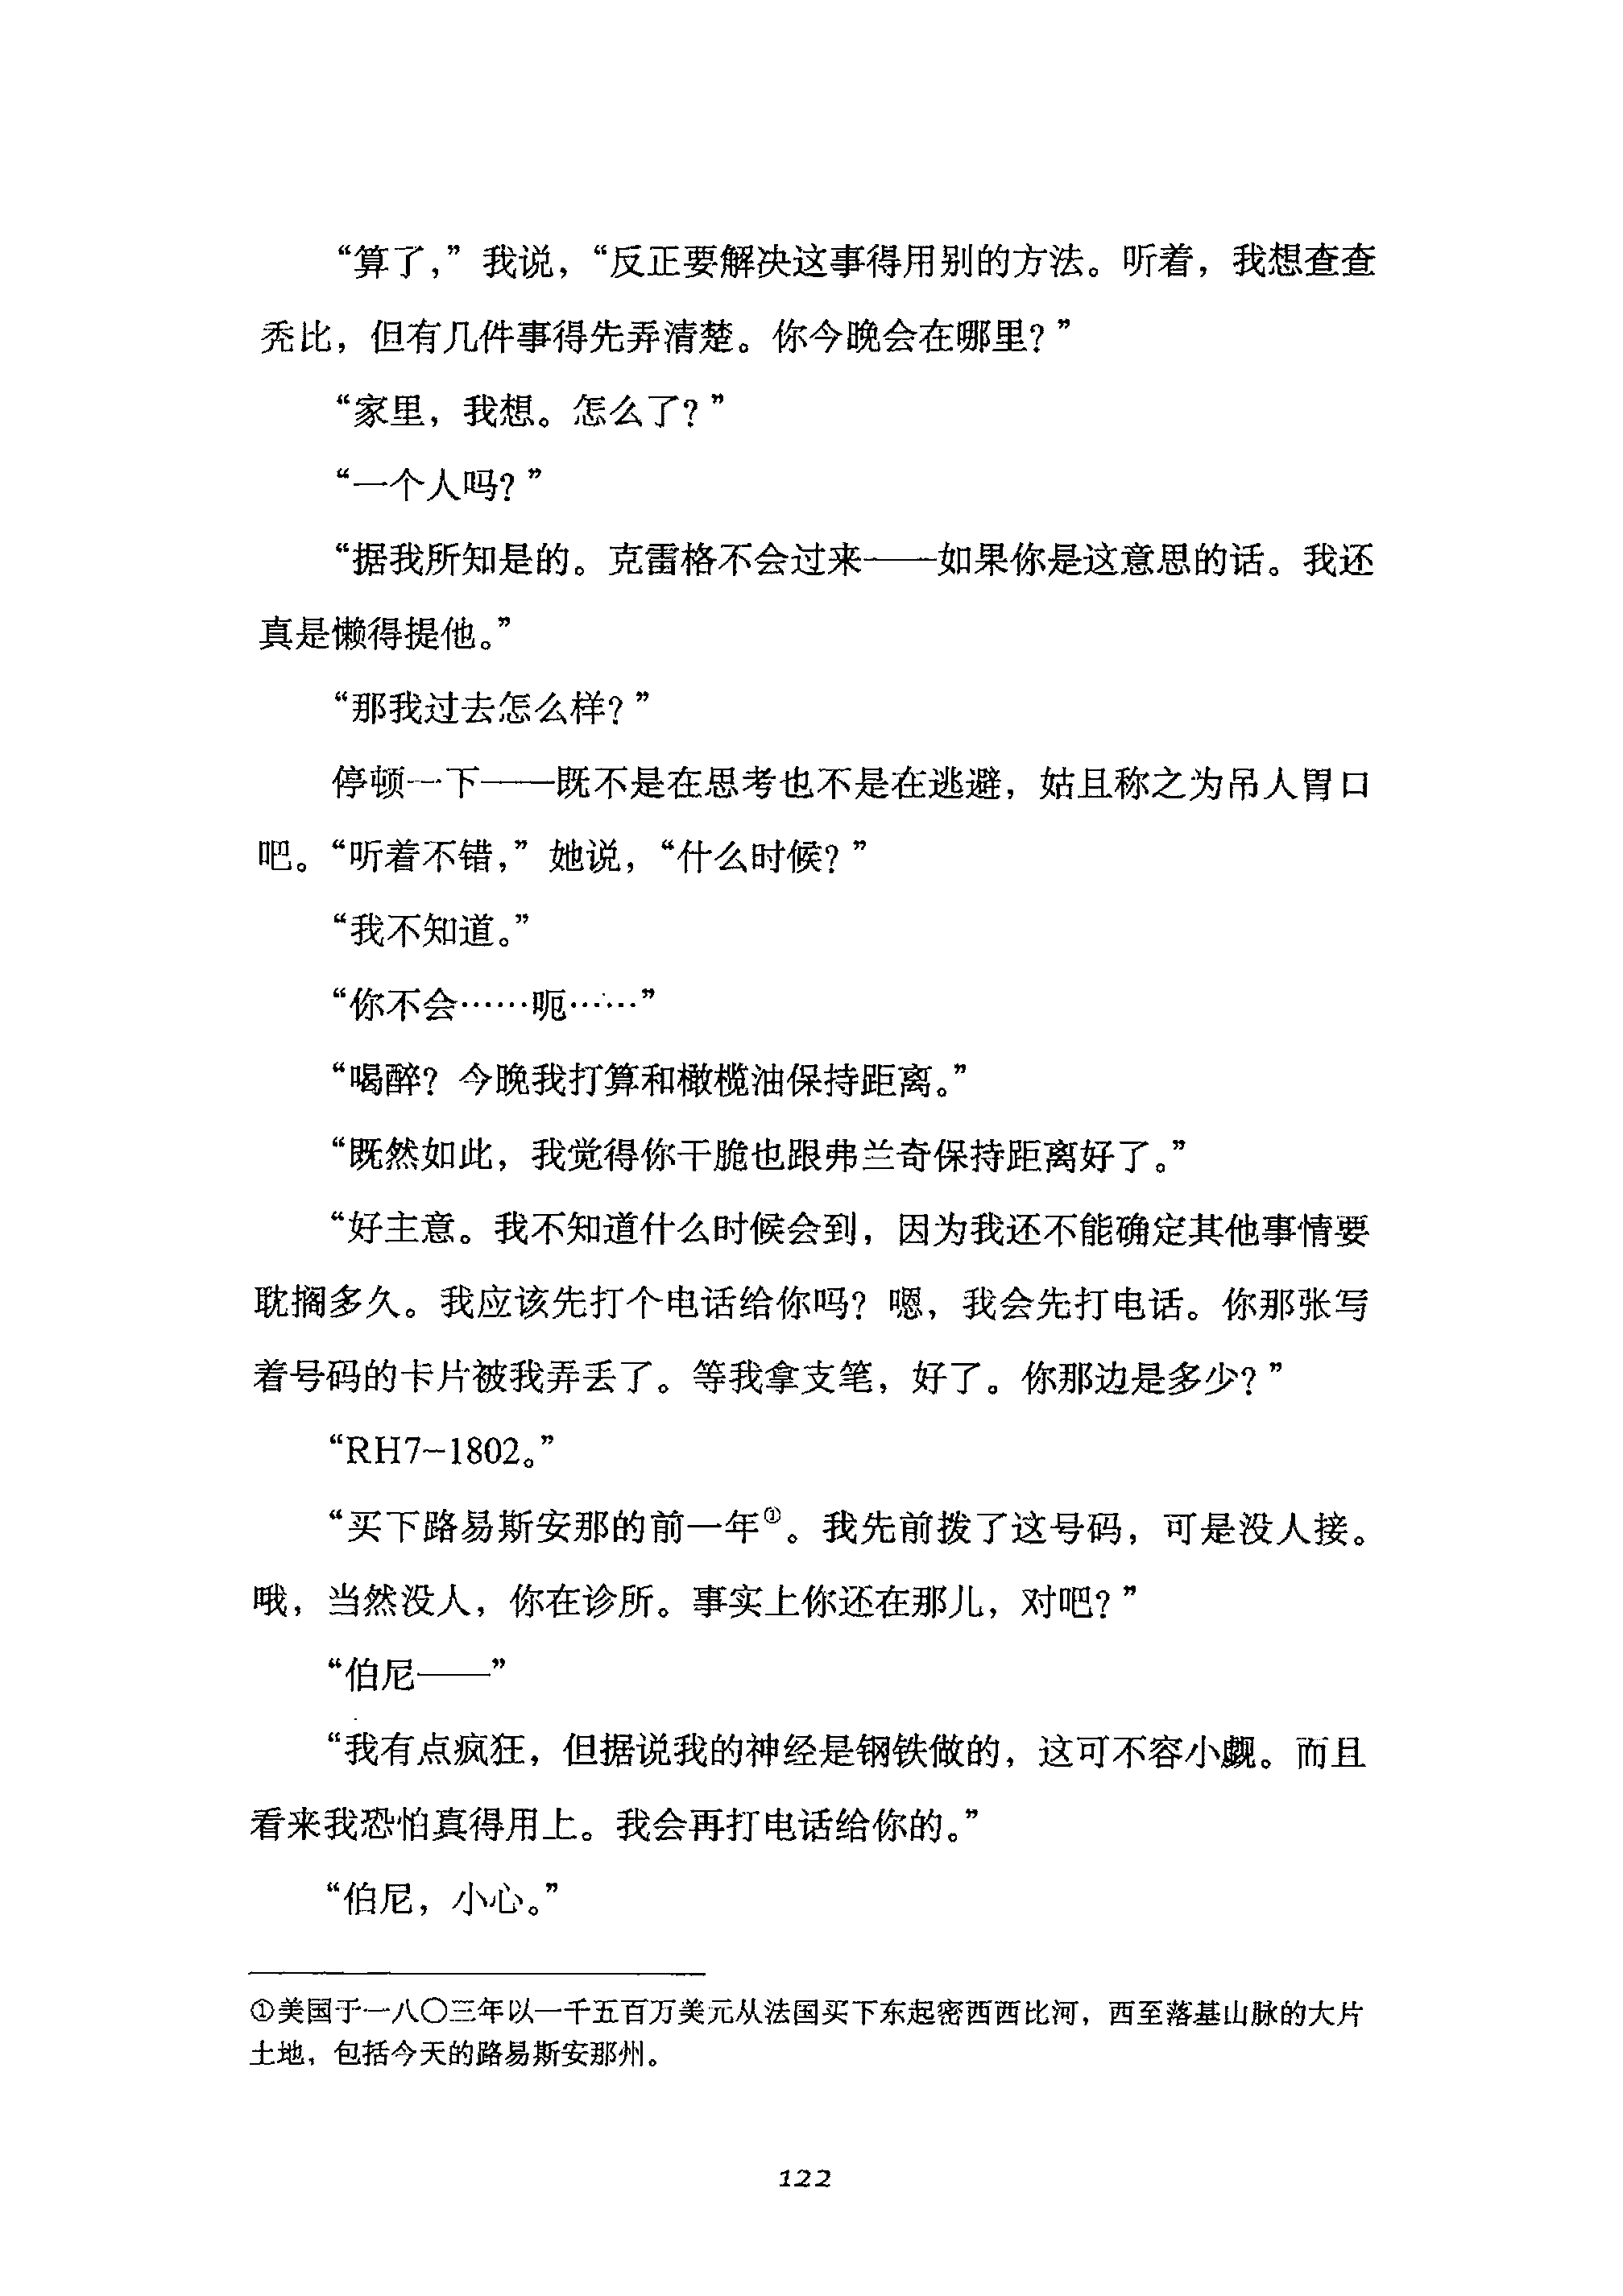 “算了，”我说，“反正要解决这事得用别的方法。听着，我想查查
秃比，但有几件事得先弄清楚。你今晚会在哪里？”
“家里，我想。怎么了？”
“一个人吗？”
“据我所知是的。克雷格不会过来——如果你是这意思的话。我还
真是懒得提他。”
“那我过去怎么样？”
停顿一下——既不是在思考也不是在逃避，姑且称之为吊人胃口
吧。“听着不错，”她说，“什么时候？”
“我不知道。”
“你不会……呃……”
“喝醉？今晚我打算和橄榄油保持距离。”
“既然如此，我觉得你干脆也跟弗兰奇保持距离好了。”
“好主意。我不知道什么时候会到，因为我还不能确定其他事情要
耽搁多久。我应该先打个电话给你吗？嗯，我会先打电话。你那张写
着号码的卡片被我弄丢了。等我拿支笔，好了。你那边是多少？”
“RH7-1802。”
“买下路易斯安那的前一年①。我先前拨了这号码，可是没人接。
哦，当然没人，你在诊所。事实上你还在那儿，对吧？”
“伯尼——”
“我有点疯狂，但据说我的神经是钢铁做的，这可不容小觑。而且
看来我恐怕真得用上。我会再打电话给你的。”
“伯尼，小心。”
①美国于一八〇三年以一千五百万美元从法国买下东起密西西比河，西至落基山脉的大片
土地，包括今天的路易斯安那州。
122